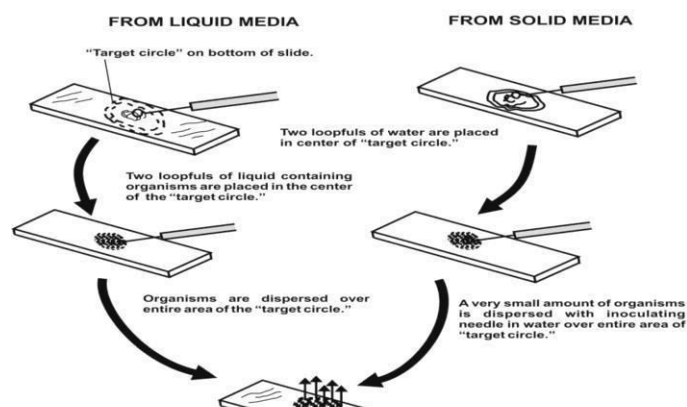 FROM LIQUID MEDIA
FROM SOLID MEDIA
“Target circle” on bottom of slide.
Two loopfuls of water are placed
in center of “target circle.”
Two loopfuls of liquid containing
organisms are placed in the center
of the “target circle.”
Organisms are dispersed over
entire area of the “target circle.”
A very small amount of organisms
is dispersed with inoculating
needle in water over entire area of
“target circle.”